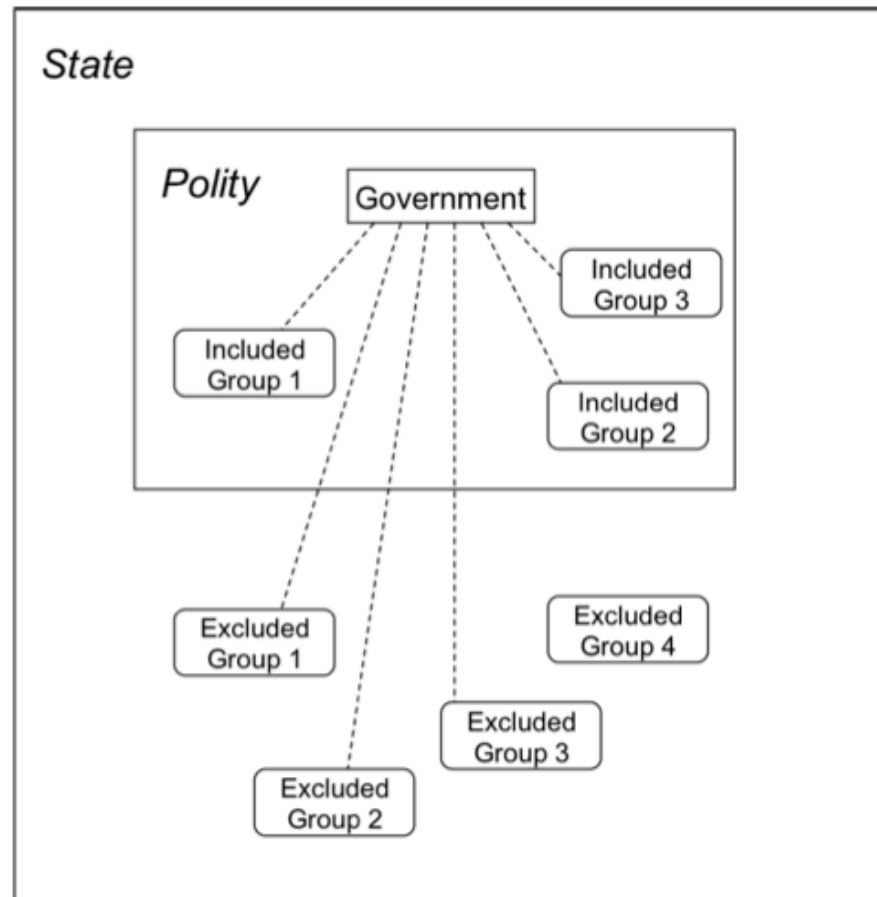 State
Polity
Government
Included
Group 3
Included
Group 1
Included
Group 2
Excluded
Group 1
Excluded
Group 4
Excluded
Group 3
Excluded
Group 2